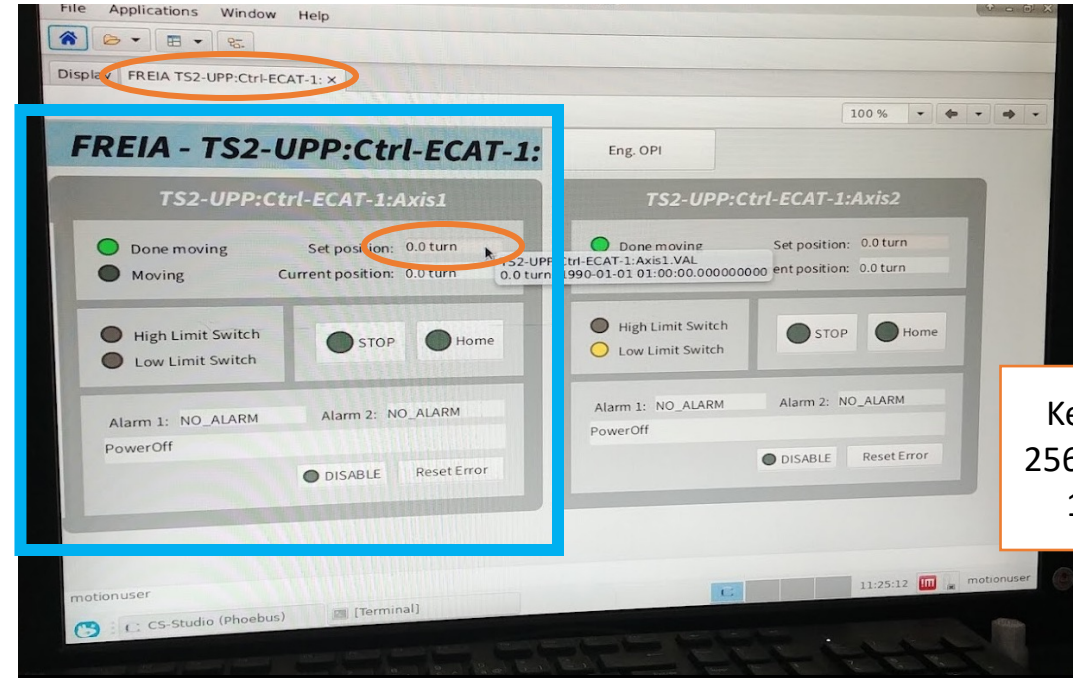 File Applications Window Help
Display FREIA TS2-UPP:Ctrl-ECAT-1: ×
100 %
FREIA - TS2-UPP:Ctrl-ECAT-1:
Eng. OPI
TS2-UPP:Ctrl-ECAT-1:Axis1
Done moving Set position: 0.0 turn
Moving Current position: 0.0 turn
TS2-UPP:Ctrl-ECAT-1:Axis1.VAL
0.0 turn 1990-01-01 01:00:00.000000000
High Limit Switch
Low Limit Switch
STOP Home
Alarm 1: NO_ALARM Alarm 2: NO_ALARM
PowerOff
DISABLE Reset Error
TS2-UPP:Ctrl-ECAT-1:Axis2
Done moving Set position: 0.0 turn
ent position: 0.0 turn
High Limit Switch
Low Limit Switch
STOP Home
Alarm 1: NO_ALARM Alarm 2: NO_ALARM
PowerOff
DISABLE Reset Error
Ke
256
motionuser
11:25:12 motionuser
CS-Studio (Phoebus) [Terminal]